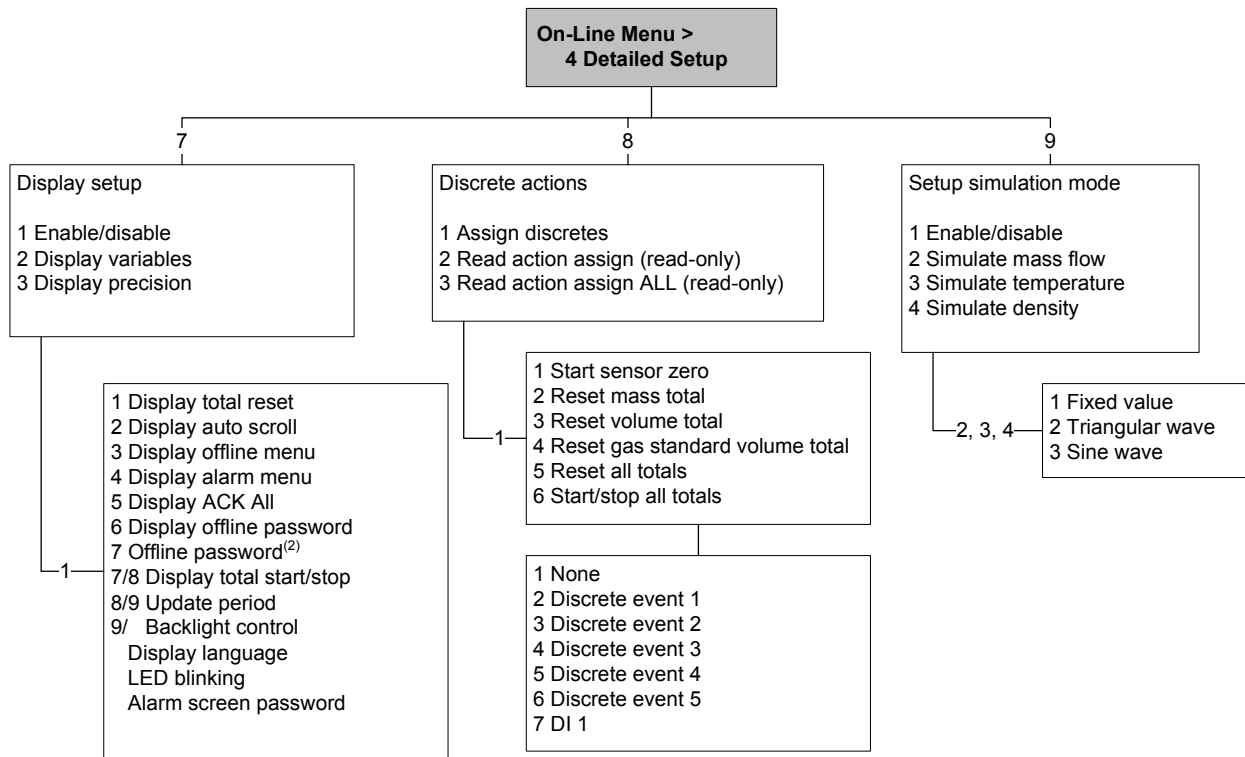 On-Line Menu >
4 Detailed Setup
7
8
9
Display setup
1 Enable/disable
2 Display variables
3 Display precision
Discrete actions
1 Assign discretes
2 Read action assign (read-only)
3 Read action assign ALL (read-only)
Setup simulation mode
1 Enable/disable
2 Simulate mass flow
3 Simulate temperature
4 Simulate density
1
1 Display total reset
2 Display auto scroll
3 Display offline menu
4 Display alarm menu
5 Display ACK All
6 Display offline password
7 Offline password(2)
7/8 Display total start/stop
8/9 Update period
9/ Backlight control
Display language
LED blinking
Alarm screen password
1
1 Start sensor zero
2 Reset mass total
3 Reset volume total
4 Reset gas standard volume total
5 Reset all totals
6 Start/stop all totals
1 None
2 Discrete event 1
3 Discrete event 2
4 Discrete event 3
5 Discrete event 4
6 Discrete event 5
7 DI 1
2, 3, 4
1 Fixed value
2 Triangular wave
3 Sine wave